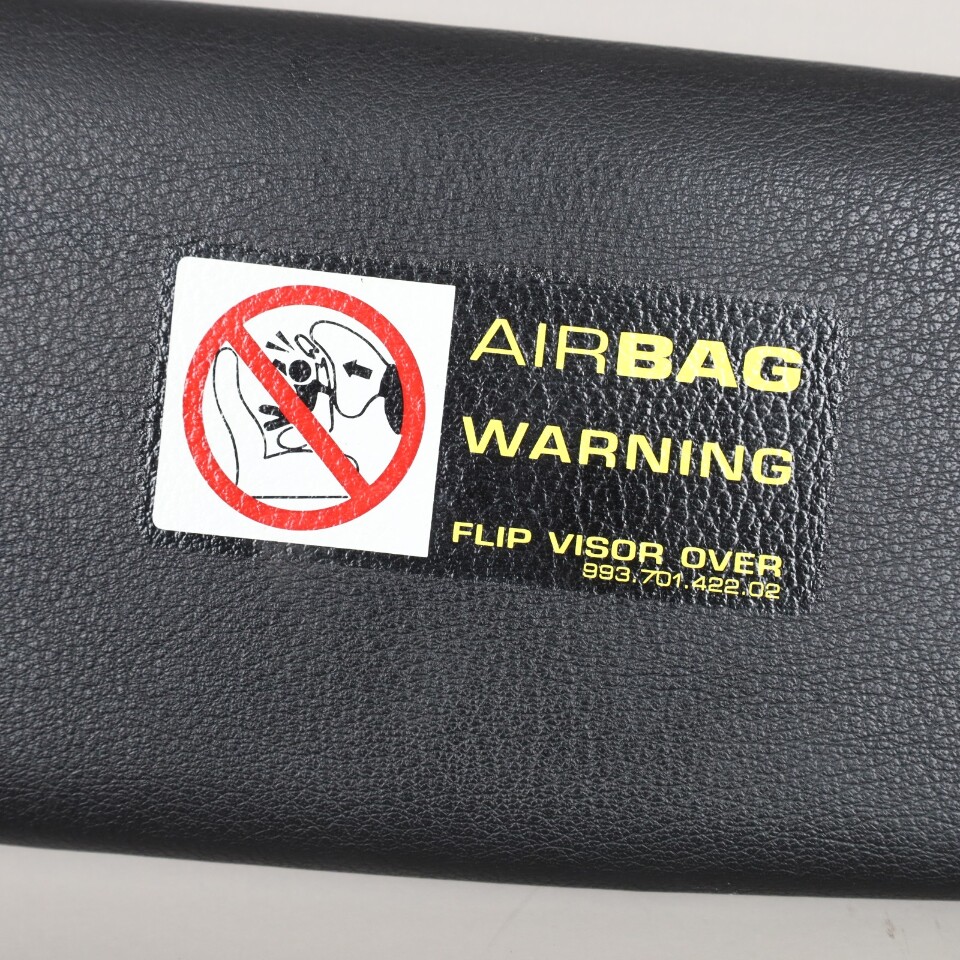 AIRBAG
WARNING
FLIP VISOR OVER
993.701.422.02